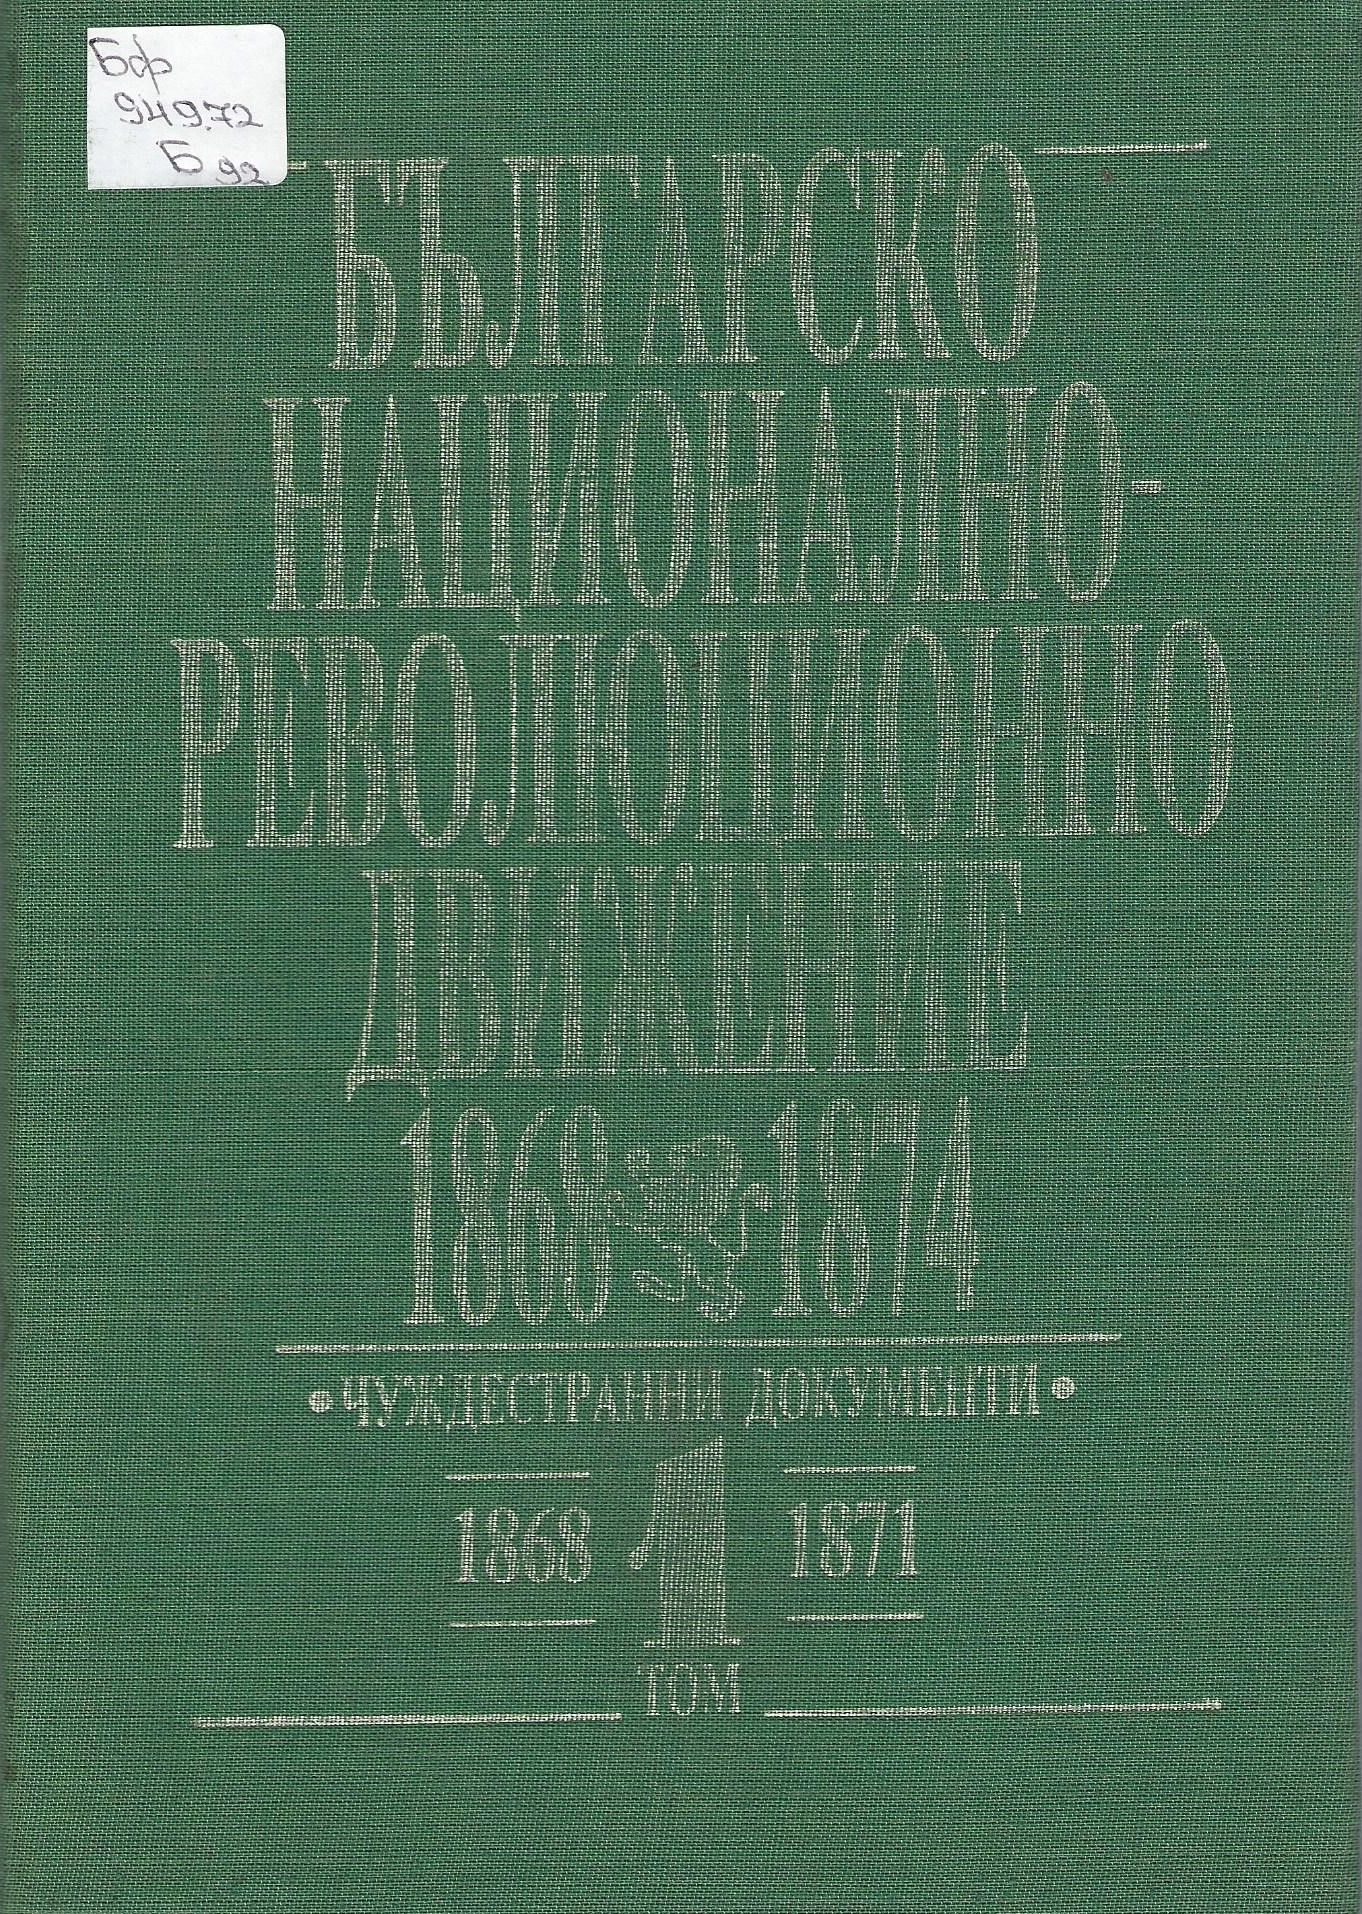 Бф
949.72
Б 92
БЪЛГАРСКО
НАЦИОНАЛНО-
РЕВОЛЮЦИОННО
ДВИЖЕНИЕ
1868 1874
• ЧУЖДЕСТРАННИ ДОКУМЕНТИ •
1868 1 1871
ТОМ